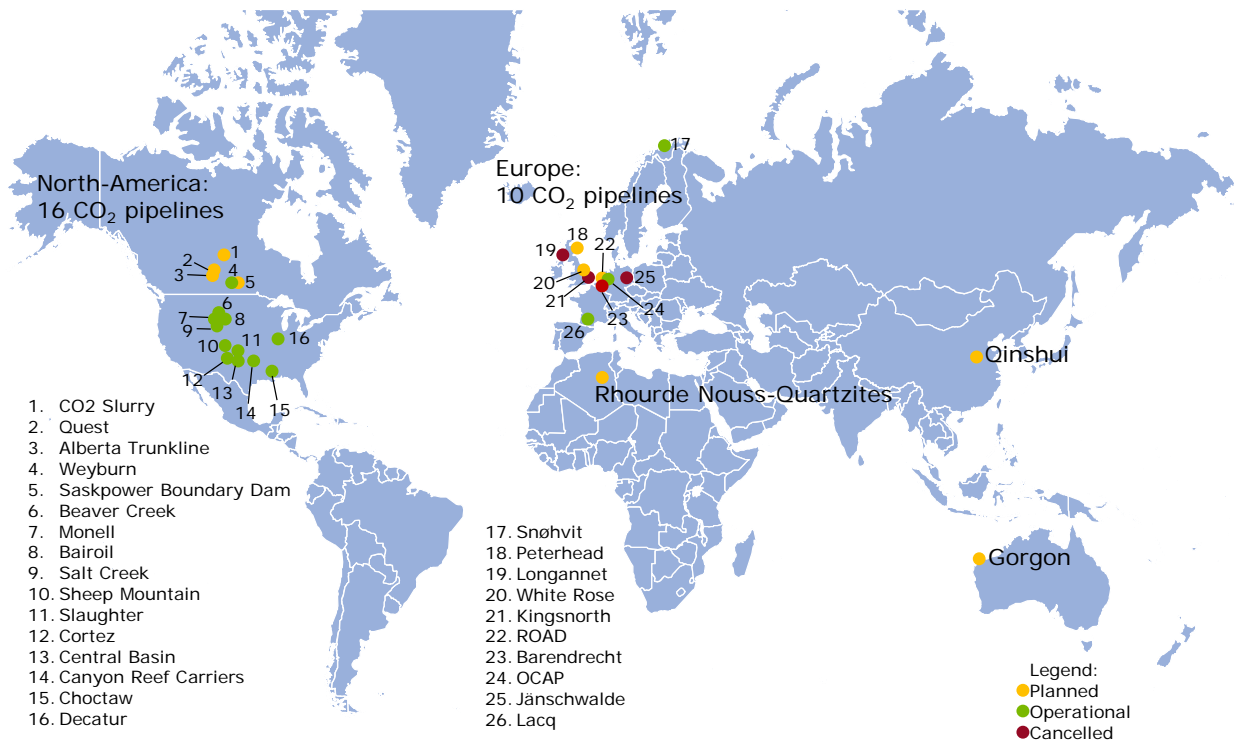 North-America:
16 CO₂ pipelines
Europe:
10 CO₂ pipelines
17
18
19
22
1
2
3
4
5
20
21
25
24
23
26
6
7
8
9
10
11
16
12
13
14
15
Qinshui
Rhourde Nouss-Quartzites
Gorgon
1. CO2 Slurry
2. Quest
3. Alberta Trunkline
4. Weyburn
5. Saskpower Boundary Dam
6. Beaver Creek
7. Monell
8. Bairoil
9. Salt Creek
10. Sheep Mountain
11. Slaughter
12. Cortez
13. Central Basin
14. Canyon Reef Carriers
15. Choctaw
16. Decatur
17. Snøhvit
18. Peterhead
19. Longannet
20. White Rose
21. Kingsnorth
22. ROAD
23. Barendrecht
24. OCAP
25. Jänschwalde
26. Lacq
Legend:
Planned
Operational
Cancelled